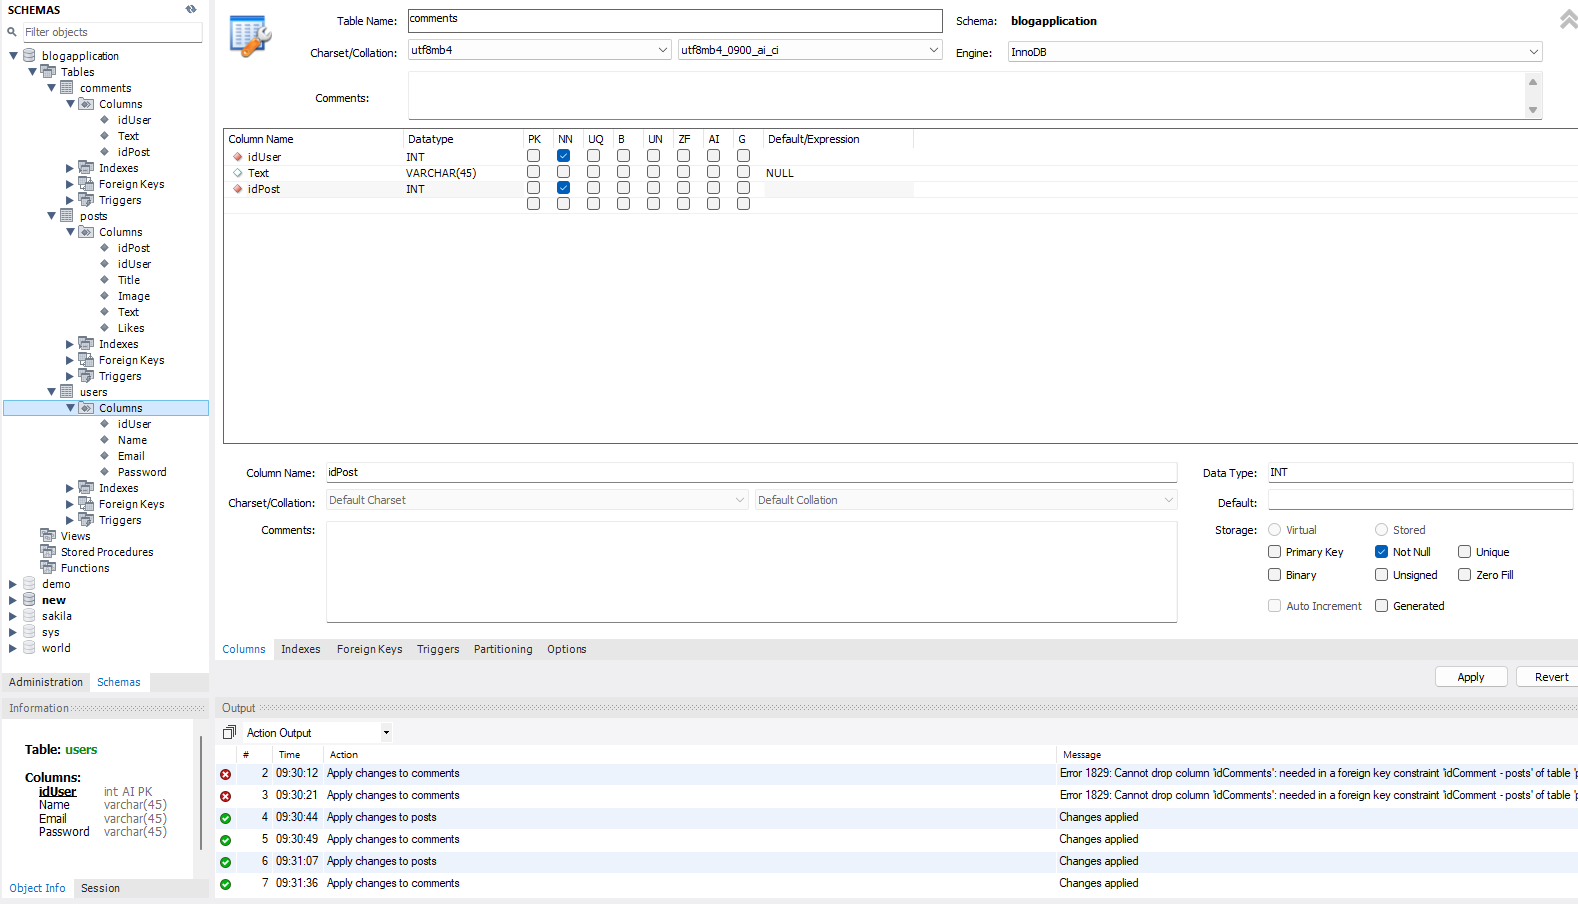 SCHEMAS
Filter objects
blogapplication
Tables
comments
Columns
idUser
Text
idPost
Indexes
Foreign Keys
Triggers
posts
Columns
idPost
idUser
Title
Image
Text
Likes
Indexes
Foreign Keys
Triggers
users
Columns
idUser
Name
Email
Password
Indexes
Foreign Keys
Triggers
Views
Stored Procedures
Functions
demo
new
sakila
sys
world
Administration Schemas
Information
Table: users
Columns:
idUser int AI PK
Name varchar(45)
Email varchar(45)
Password varchar(45)
Object Info Session
Table Name: comments Schema: blogapplication
Charset/Collation: utf8mb4 utf8mb4_0900_ai_ci Engine: InnoDB
Comments:
Column Name Datatype PK NN UQ B UN ZF AI G Default/Expression
idUser INT
Text VARCHAR(45) NULL
idPost INT
Column Name: idPost Data Type: INT
Charset/Collation: Default Charset Default Collation Default:
Comments: Storage: Virtual Stored
Primary Key Not Null Unique
Binary Unsigned Zero Fill
Auto Increment Generated
Columns Indexes Foreign Keys Triggers Partitioning Options
Apply Revert
Output
Action Output
# Time Action Message
2 09:30:12 Apply changes to comments Error 1829: Cannot drop column 'idComments': needed in a foreign key constraint 'idComment - posts' of table 'p
3 09:30:21 Apply changes to comments Error 1829: Cannot drop column 'idComments': needed in a foreign key constraint 'idComment - posts' of table 'p
4 09:30:44 Apply changes to posts Changes applied
5 09:30:49 Apply changes to comments Changes applied
6 09:31:07 Apply changes to posts Changes applied
7 09:31:36 Apply changes to comments Changes applied